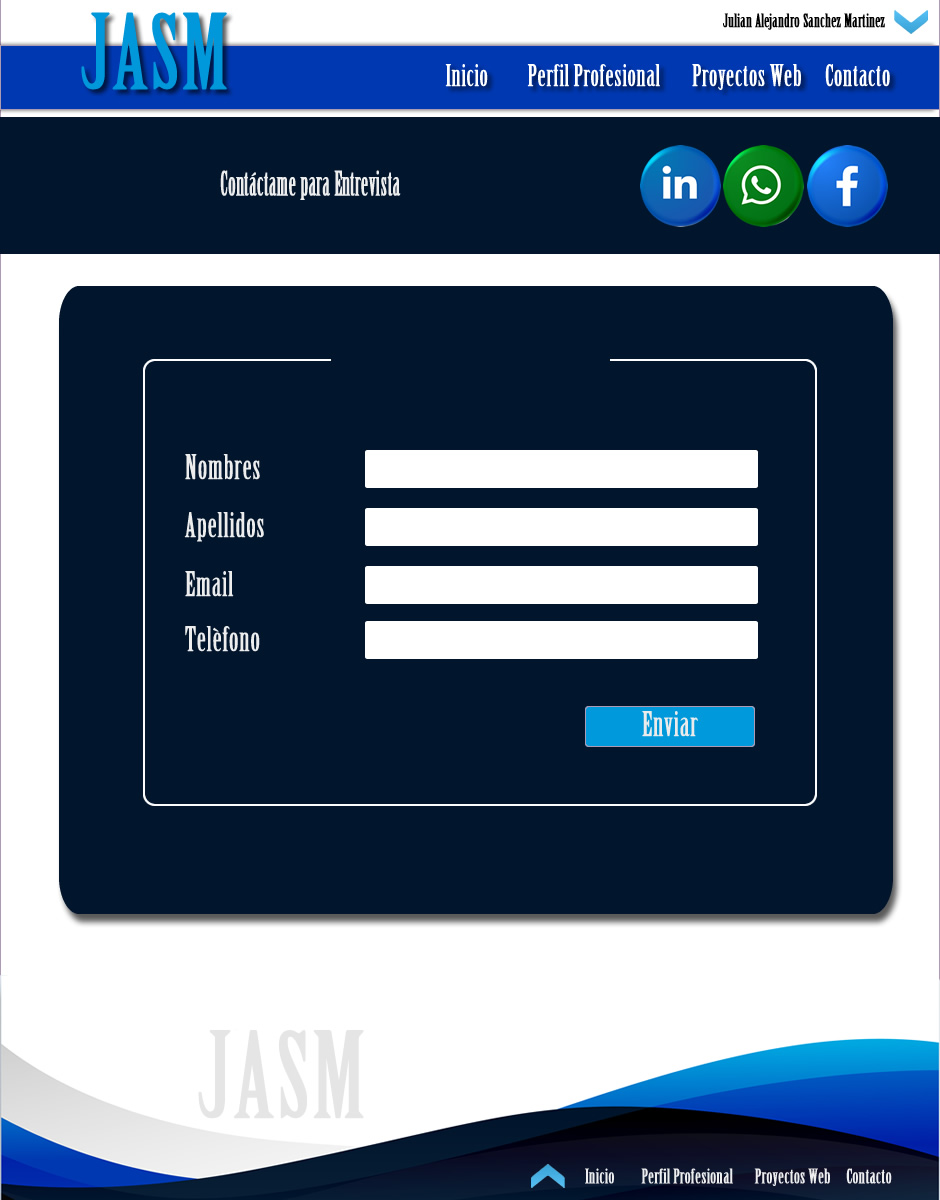 JASM
Julian Alejandro Sanchez Martinez
Inicio Perfil Profesional Proyectos Web Contacto
Contáctame para Entrevista
in f
Nombres
Apellidos
Email
Telèfono
Enviar
JASM
Inicio Perfil Profesional Proyectos Web Contacto